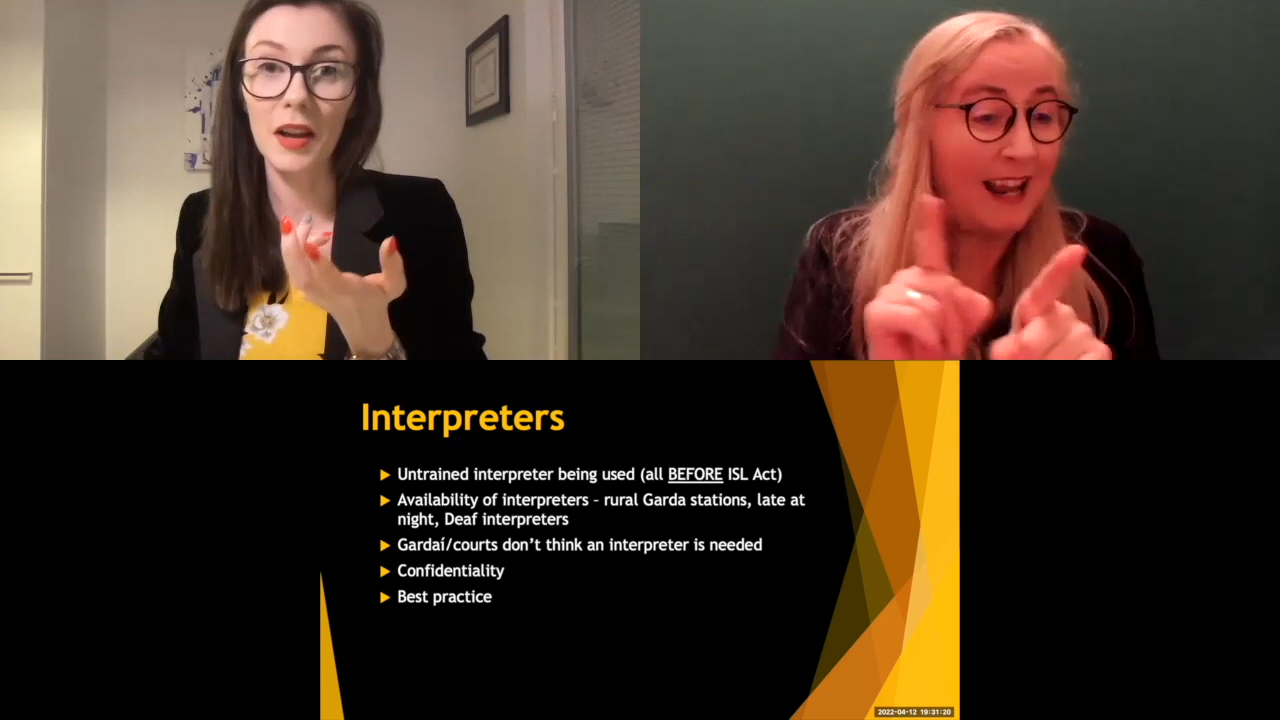 Interpreters
Untrained interpreter being used (all BEFORE ISL Act)
Availability of interpreters – rural Garda stations, late at
night, Deaf interpreters
Gardaí/courts don't think an interpreter is needed
Confidentiality
Best practice
2022-04-12 19:31:20